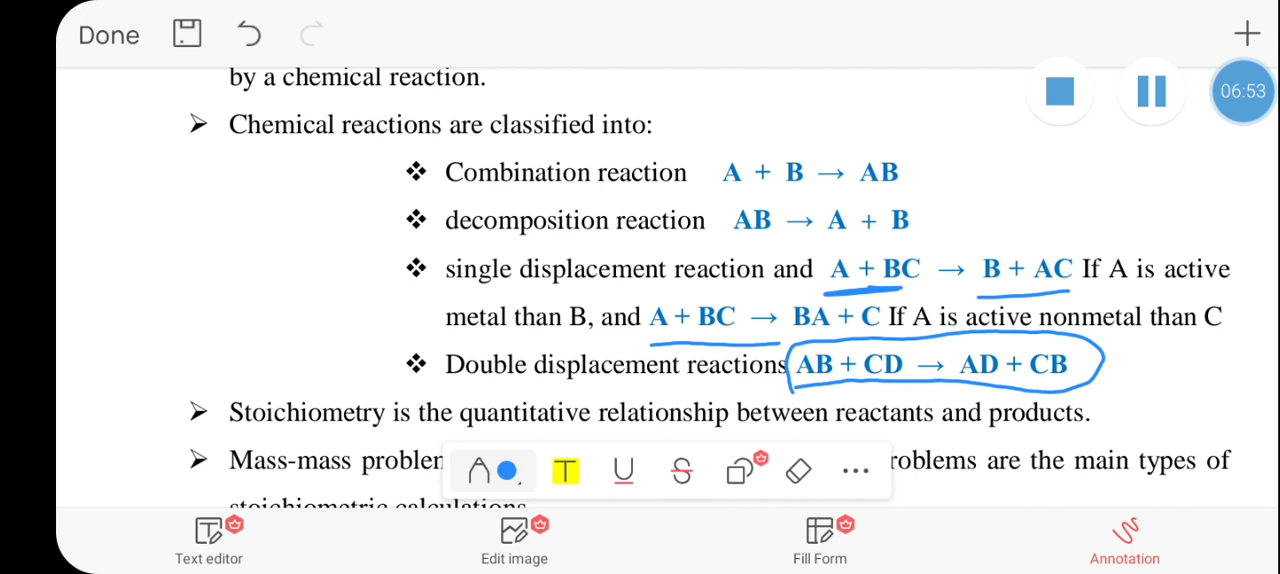 Done
06:53
by a chemical reaction.
➤ Chemical reactions are classified into:
❖ Combination reaction A + B → AB
❖ decomposition reaction AB → A + B
❖ single displacement reaction and A + BC → B + AC If A is active
metal than B, and A + BC → BA + C If A is active nonmetal than C
❖ Double displacement reactions AB + CD → AD + CB
➤ Stoichiometry is the quantitative relationship between reactants and products.
➤ Mass-mass problem roblems are the main types of
stoichiometric calculations
T U S
Text editor
Edit image
Fill Form
Annotation